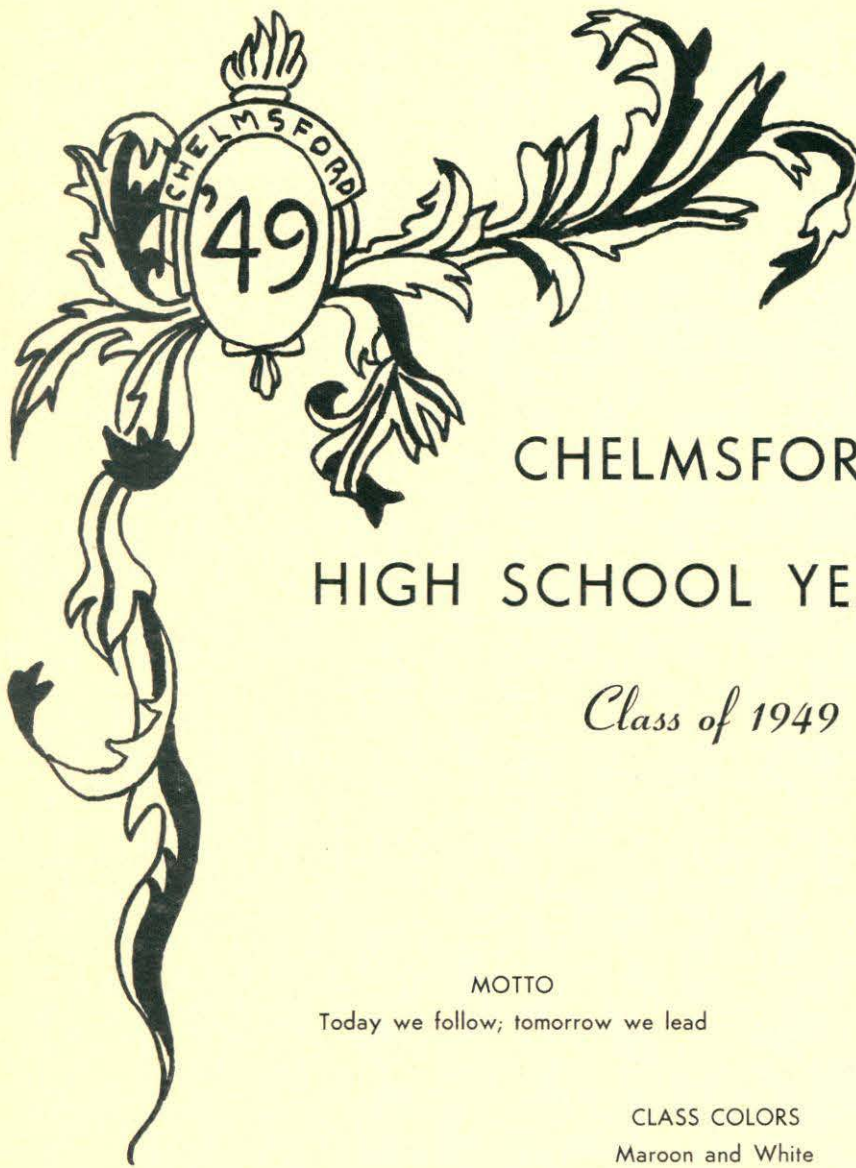 CHELMSFORD
'49
CHELMSFOR
HIGH SCHOOL YE
Class of 1949
MOTTO
Today we follow; tomorrow we lead
CLASS COLORS
Maroon and White